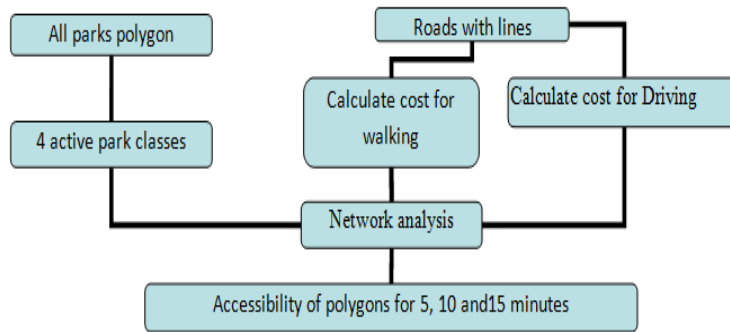 All parks polygon
Roads with lines
Calculate cost for
walking
Calculate cost for Driving
4 active park classes
Network analysis
Accessibility of polygons for 5, 10 and15 minutes